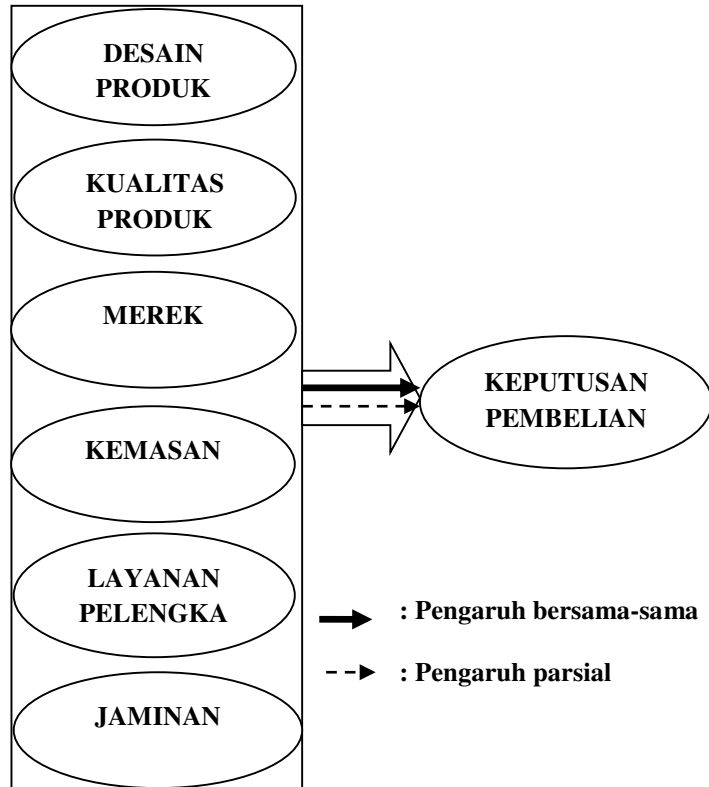 DESAIN
PRODUK
KUALITAS
PRODUK
MEREK
KEMASAN
LAYANAN
PELENGKA
JAMINAN
KEPUTUSAN
PEMBELIAN
: Pengaruh bersama-sama
: Pengaruh parsial